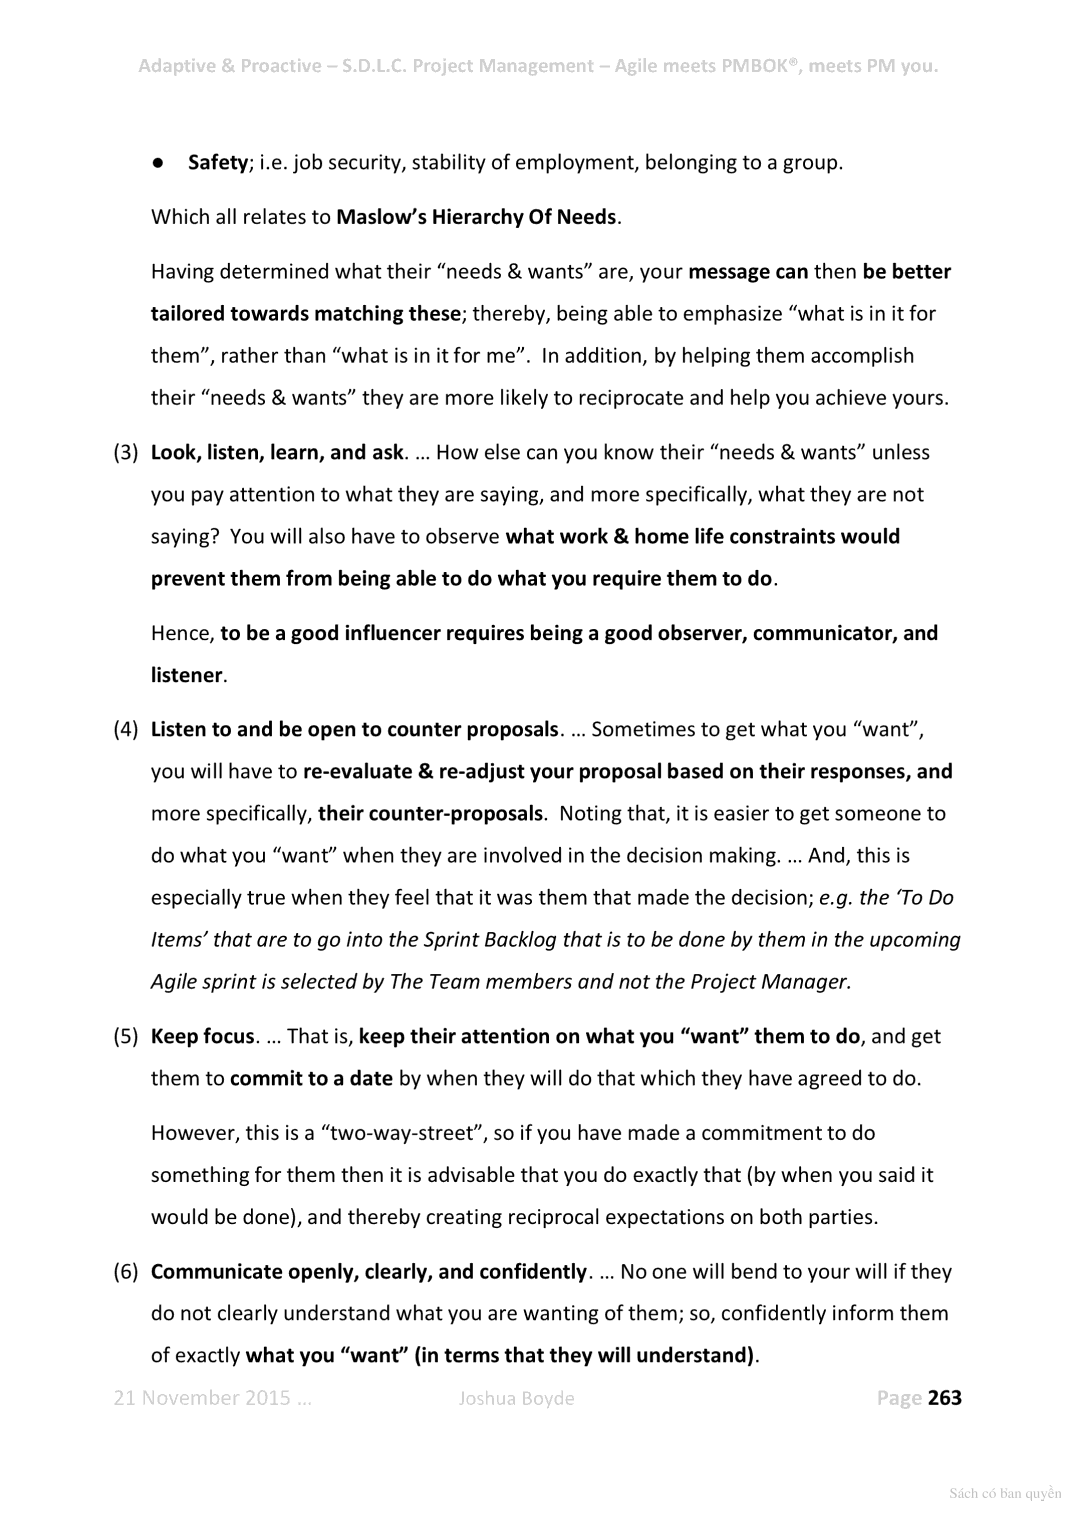 Adaptive & Proactive – S.D.L.C. Project Management – Agile meets PMBOK®, meets PM you.
● Safety; i.e. job security, stability of employment, belonging to a group.
Which all relates to Maslow’s Hierarchy Of Needs.
Having determined what their “needs & wants” are, your message can then be better
tailored towards matching these; thereby, being able to emphasize “what is in it for
them”, rather than “what is in it for me”.  In addition, by helping them accomplish
their “needs & wants” they are more likely to reciprocate and help you achieve yours.
(3) Look, listen, learn, and ask. … How else can you know their “needs & wants” unless
you pay attention to what they are saying, and more specifically, what they are not
saying?  You will also have to observe what work & home life constraints would
prevent them from being able to do what you require them to do.
Hence, to be a good influencer requires being a good observer, communicator, and
listener.
(4) Listen to and be open to counter proposals. … Sometimes to get what you “want”,
you will have to re-evaluate & re-adjust your proposal based on their responses, and
more specifically, their counter-proposals.  Noting that, it is easier to get someone to
do what you “want” when they are involved in the decision making. … And, this is
especially true when they feel that it was them that made the decision; e.g. the ‘To Do
Items’ that are to go into the Sprint Backlog that is to be done by them in the upcoming
Agile sprint is selected by The Team members and not the Project Manager.
(5) Keep focus. … That is, keep their attention on what you “want” them to do, and get
them to commit to a date by when they will do that which they have agreed to do.
However, this is a “two-way-street”, so if you have made a commitment to do
something for them then it is advisable that you do exactly that (by when you said it
would be done), and thereby creating reciprocal expectations on both parties.
(6) Communicate openly, clearly, and confidently. … No one will bend to your will if they
do not clearly understand what you are wanting of them; so, confidently inform them
of exactly what you “want” (in terms that they will understand).
21 November 2015 … Joshua Boyde Page 263
Sách có bản quyền